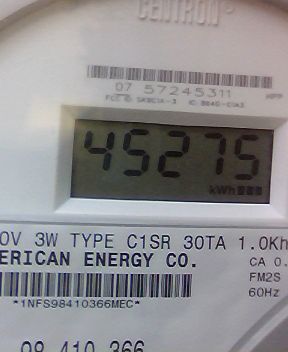 CENTRON®
07 57245311
45275
kWh
0V 3W TYPE C1SR 30TA 1.0Kh
ERICAN ENERGY CO.
CA 0.
FM2S
60Hz
*1NFS98410366MEC*
98 410 366